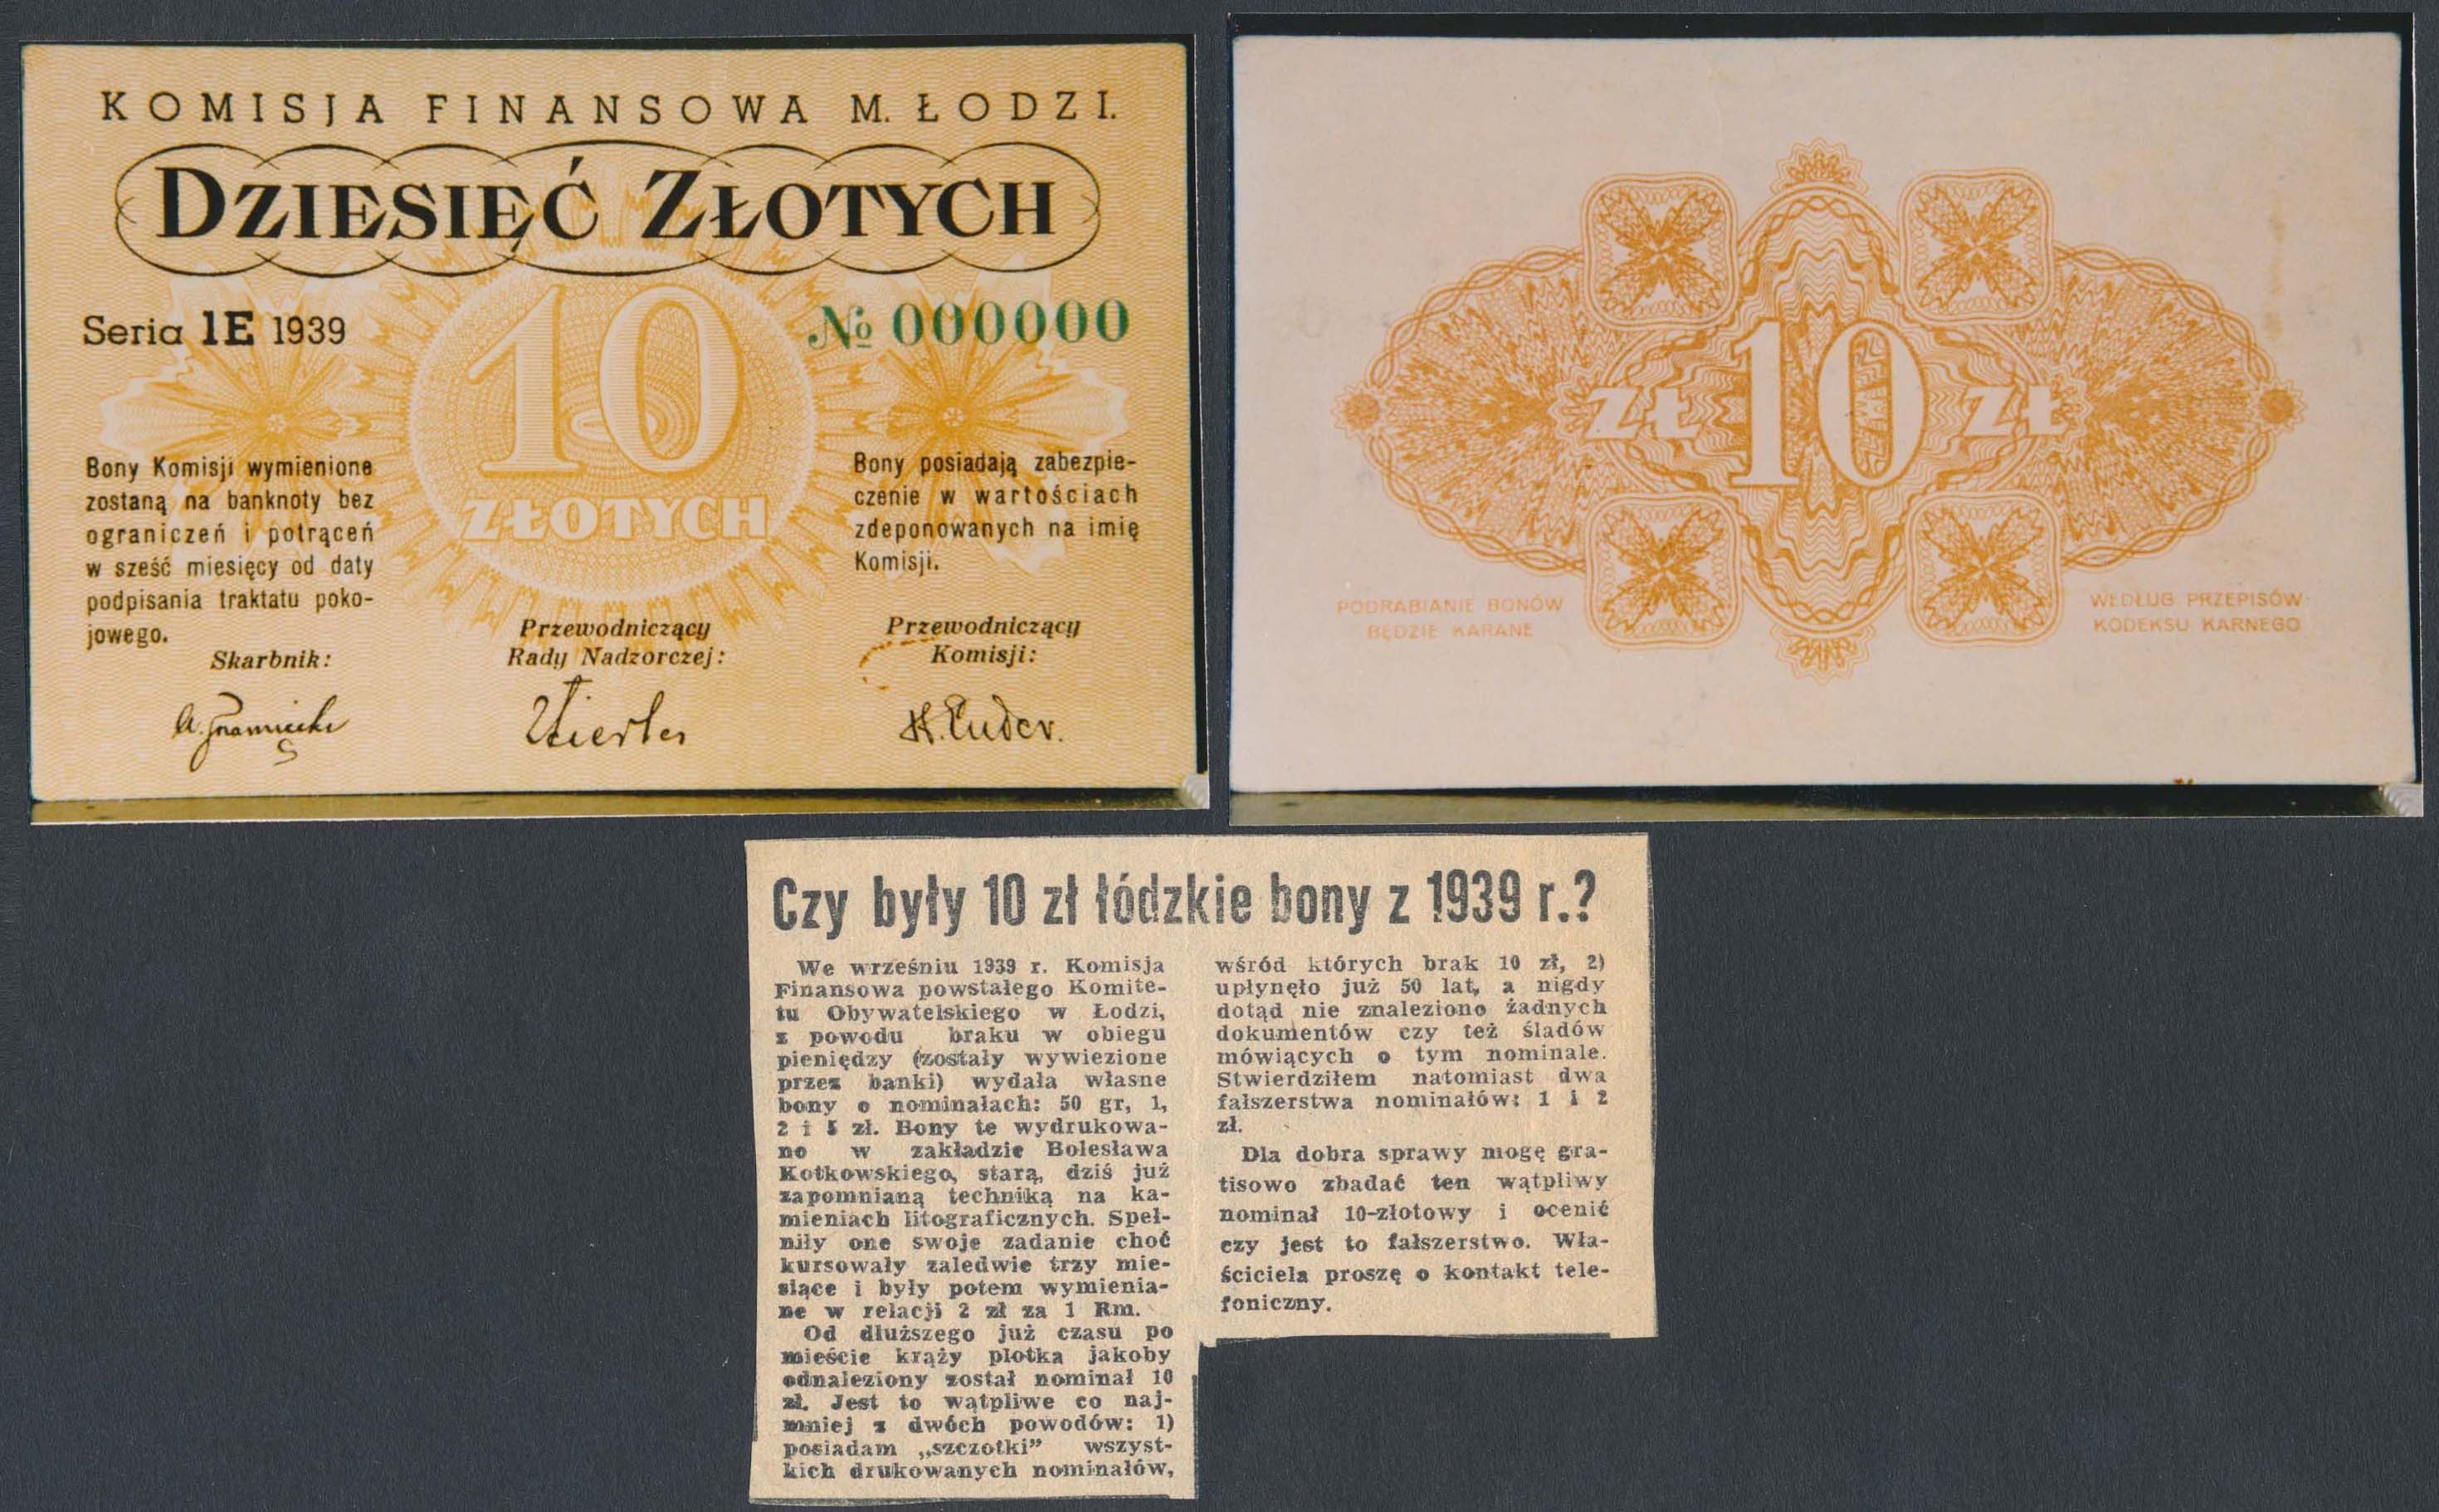 KOMISJA FINANSOWA M. ŁODZI.
DZIESIĘĆ ZŁOTYCH
Seria 1E 1939
№ 000000
10
ZŁOTYCH
Bony Komisji wymienione
zostaną na banknoty bez
ograniczeń i potrąceń
w sześć miesięcy od daty
podpisania traktatu poko-
jowego.
Bony posiadają zabezpie-
czenie w wartościach
zdeponowanych na imię
Komisji.
Skarbnik:
Przewodniczący
Rady Nadzorczej:
Przewodniczący
Komisji:
ZŁ 10 ZŁ
PODRABIANIE BONÓW
BĘDZIE KARANE
WEDŁUG PRZEPISÓW
KODEKSU KARNEGO
Czy były 10 zł łódzkie bony z 1939 r.?
We wrześniu 1939 r. Komisja
Finansowa powstałego Komite-
tu Obywatelskiego w Łodzi,
z powodu braku w obiegu
pieniędzy (zostały wywiezione
przez banki) wydała własne
bony o nominałach: 50 gr, 1,
2 i 5 zł. Bony te wydrukowa-
no w zakładzie Bolesława
Kotkowskiego, starą, dziś już
zapomnianą techniką na ka-
mieniach litograficznych. Speł-
niły one swoje zadanie choć
kursowały zaledwie trzy mie-
siące i były potem wymienia-
ne w relacji 2 zł za 1 Rm.
Od dłuższego już czasu po
mieście krąży plotka jakoby
odnaleziony został nominał 10
zł. Jest to wątpliwe co naj-
mniej z dwóch powodów: 1)
posiadam „szczotki” wszyst-
kich drukowanych nominałów,
wśród których brak 10 zł, 2)
upłynęło już 50 lat, a nigdy
dotąd nie znaleziono żadnych
dokumentów czy też śladów
mówiących o tym nominale.
Stwierdziłem natomiast dwa
fałszerstwa nominałów: 1 i 2
zł.
Dla dobra sprawy mogę gra-
tisowo zbadać ten wątpliwy
nominał 10-złotowy i ocenić
czy jest to fałszerstwo. Wła-
ściciela proszę o kontakt tele-
foniczny.